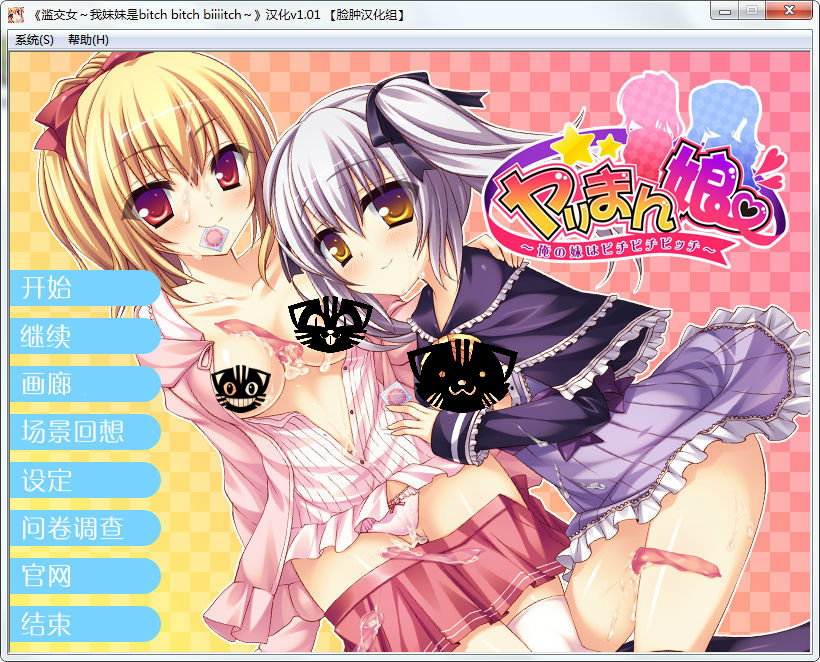 《滥交女～我妹妹是bitch bitch biiiitch～》汉化v1.01 【脸肿汉化组】
系统(S) 帮助(H)
ヤリまん娘
～俺の妹はビチビチビッチ～
开始
继续
画廊
场景回想
设定
问卷调查
官网
结束